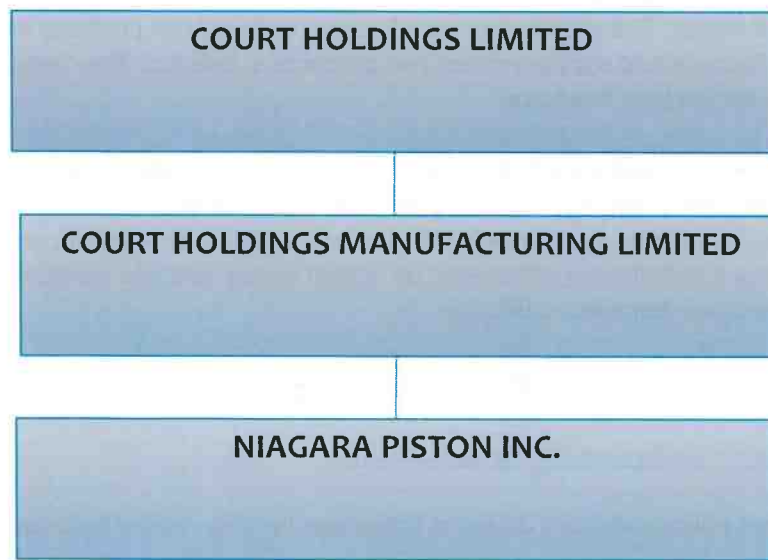 COURT HOLDINGS LIMITED
COURT HOLDINGS MANUFACTURING LIMITED
NIAGARA PISTON INC.